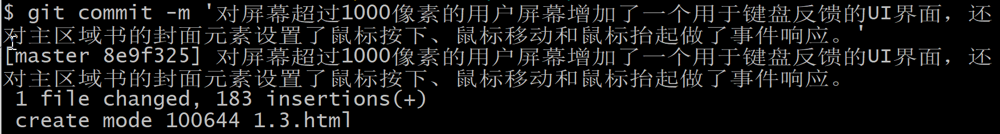 $ git commit -m '对屏幕超过1000像素的用户屏幕增加了一个用于键盘反馈的UI界面，还
对主区域书的封面元素设置了鼠标按下、鼠标移动和鼠标抬起做了事件响应。'
[master 8e9f325] 对屏幕超过1000像素的用户屏幕增加了一个用于键盘反馈的UI界面，还
对主区域书的封面元素设置了鼠标按下、鼠标移动和鼠标抬起做了事件响应。
1 file changed, 183 insertions(+)
create mode 100644 1.3.html